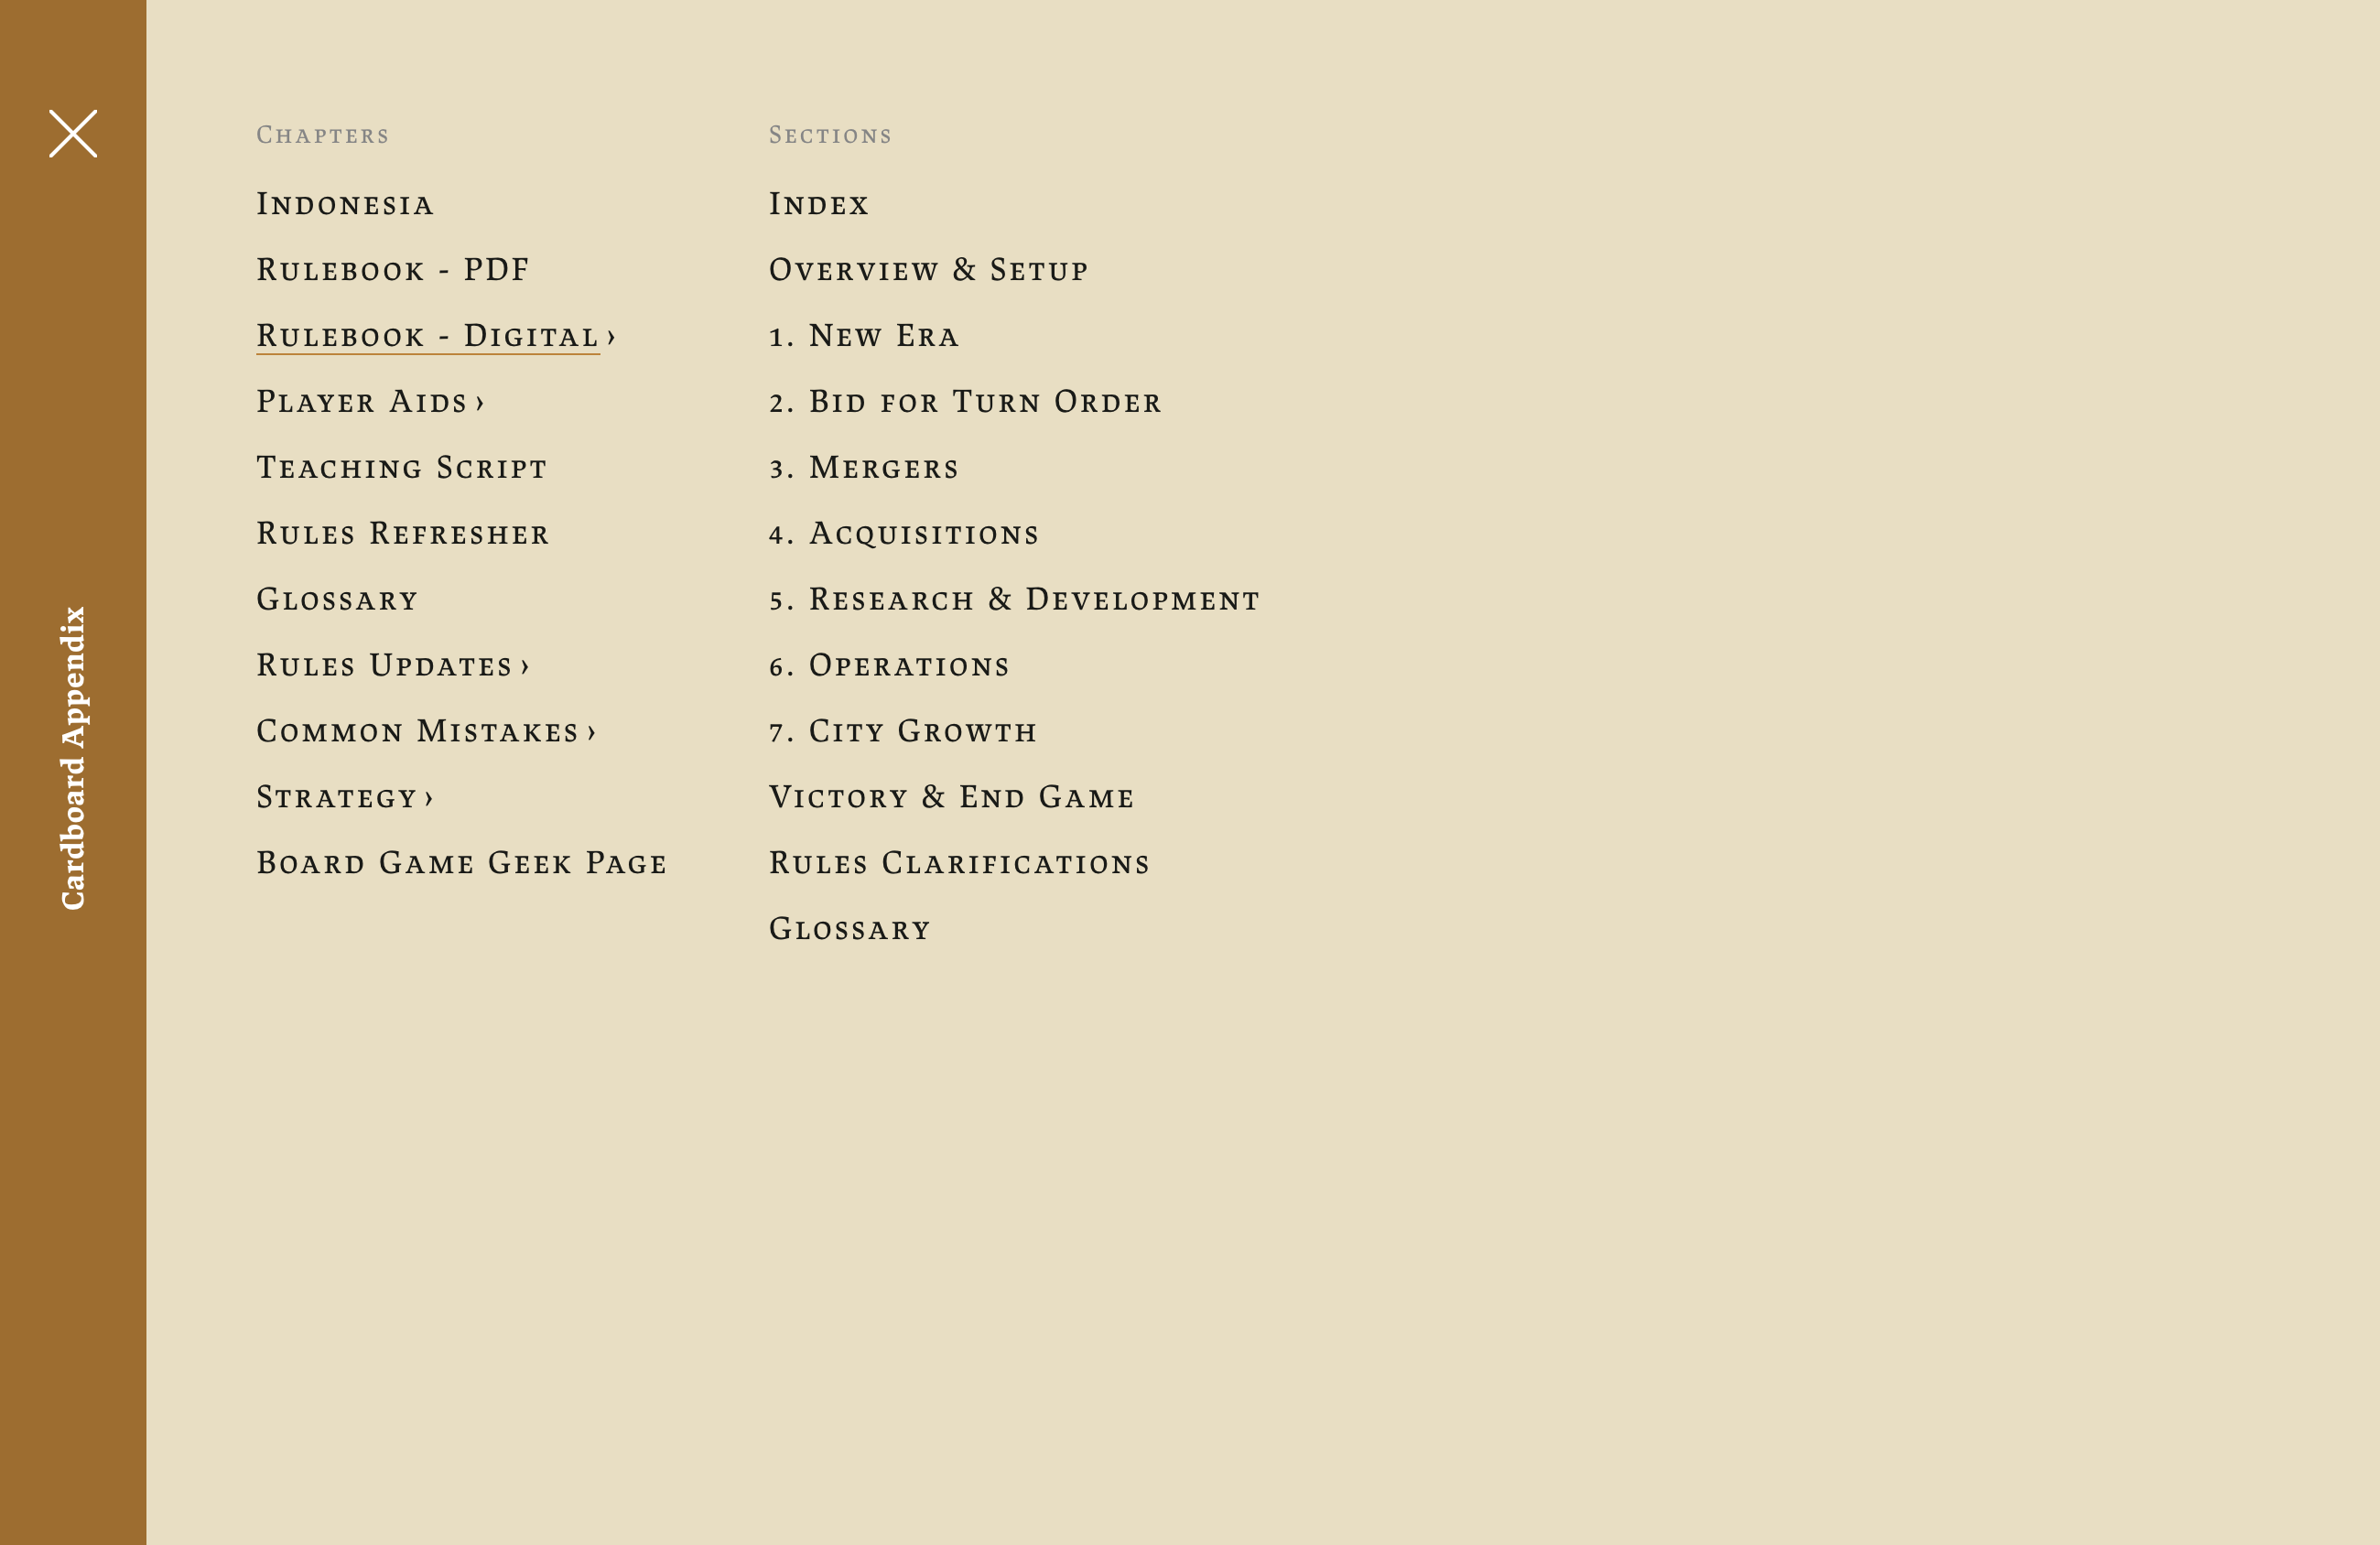 Cardboard Appendix
Chapters
Indonesia
Rulebook - PDF
Rulebook - Digital ›
Player Aids ›
Teaching Script
Rules Refresher
Glossary
Rules Updates ›
Common Mistakes ›
Strategy ›
Board Game Geek Page
Sections
Index
Overview & Setup
1. New Era
2. Bid for Turn Order
3. Mergers
4. Acquisitions
5. Research & Development
6. Operations
7. City Growth
Victory & End Game
Rules Clarifications
Glossary